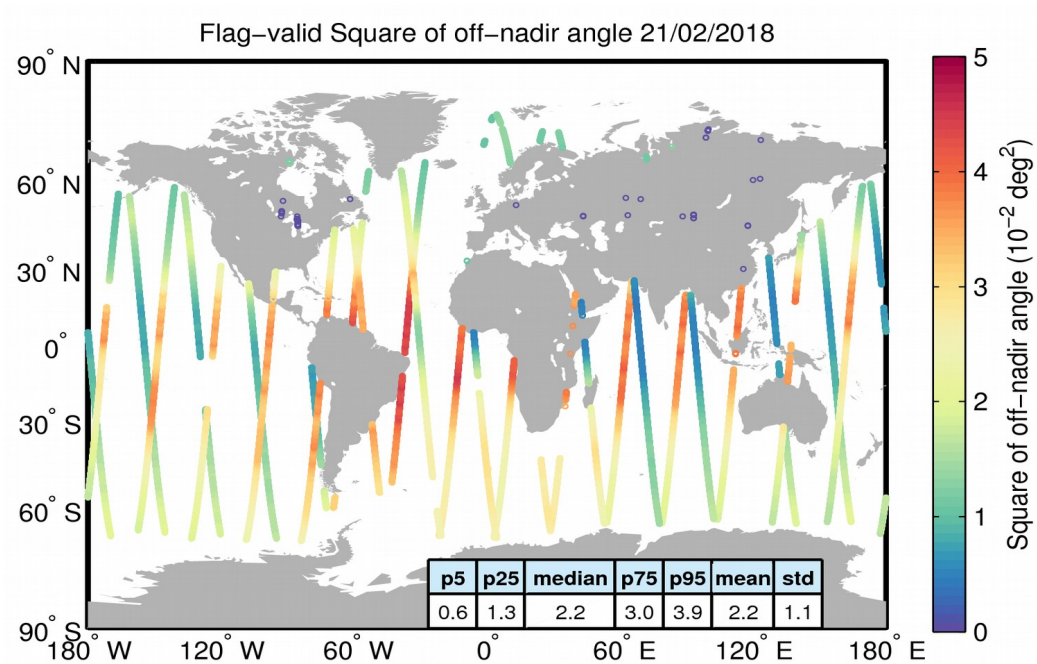 Flag−valid Square of off−nadir angle 21/02/2018
90° N
60° N
30° N
0°
30° S
60° S
90° S
180° W 120° W 60° W 0° 60° E 120° E 180° E
p5 p25 median p75 p95 mean std
0.6 1.3 2.2 3.0 3.9 2.2 1.1
5
4
3
2
1
0
Square of off−nadir angle (10⁻² deg²)